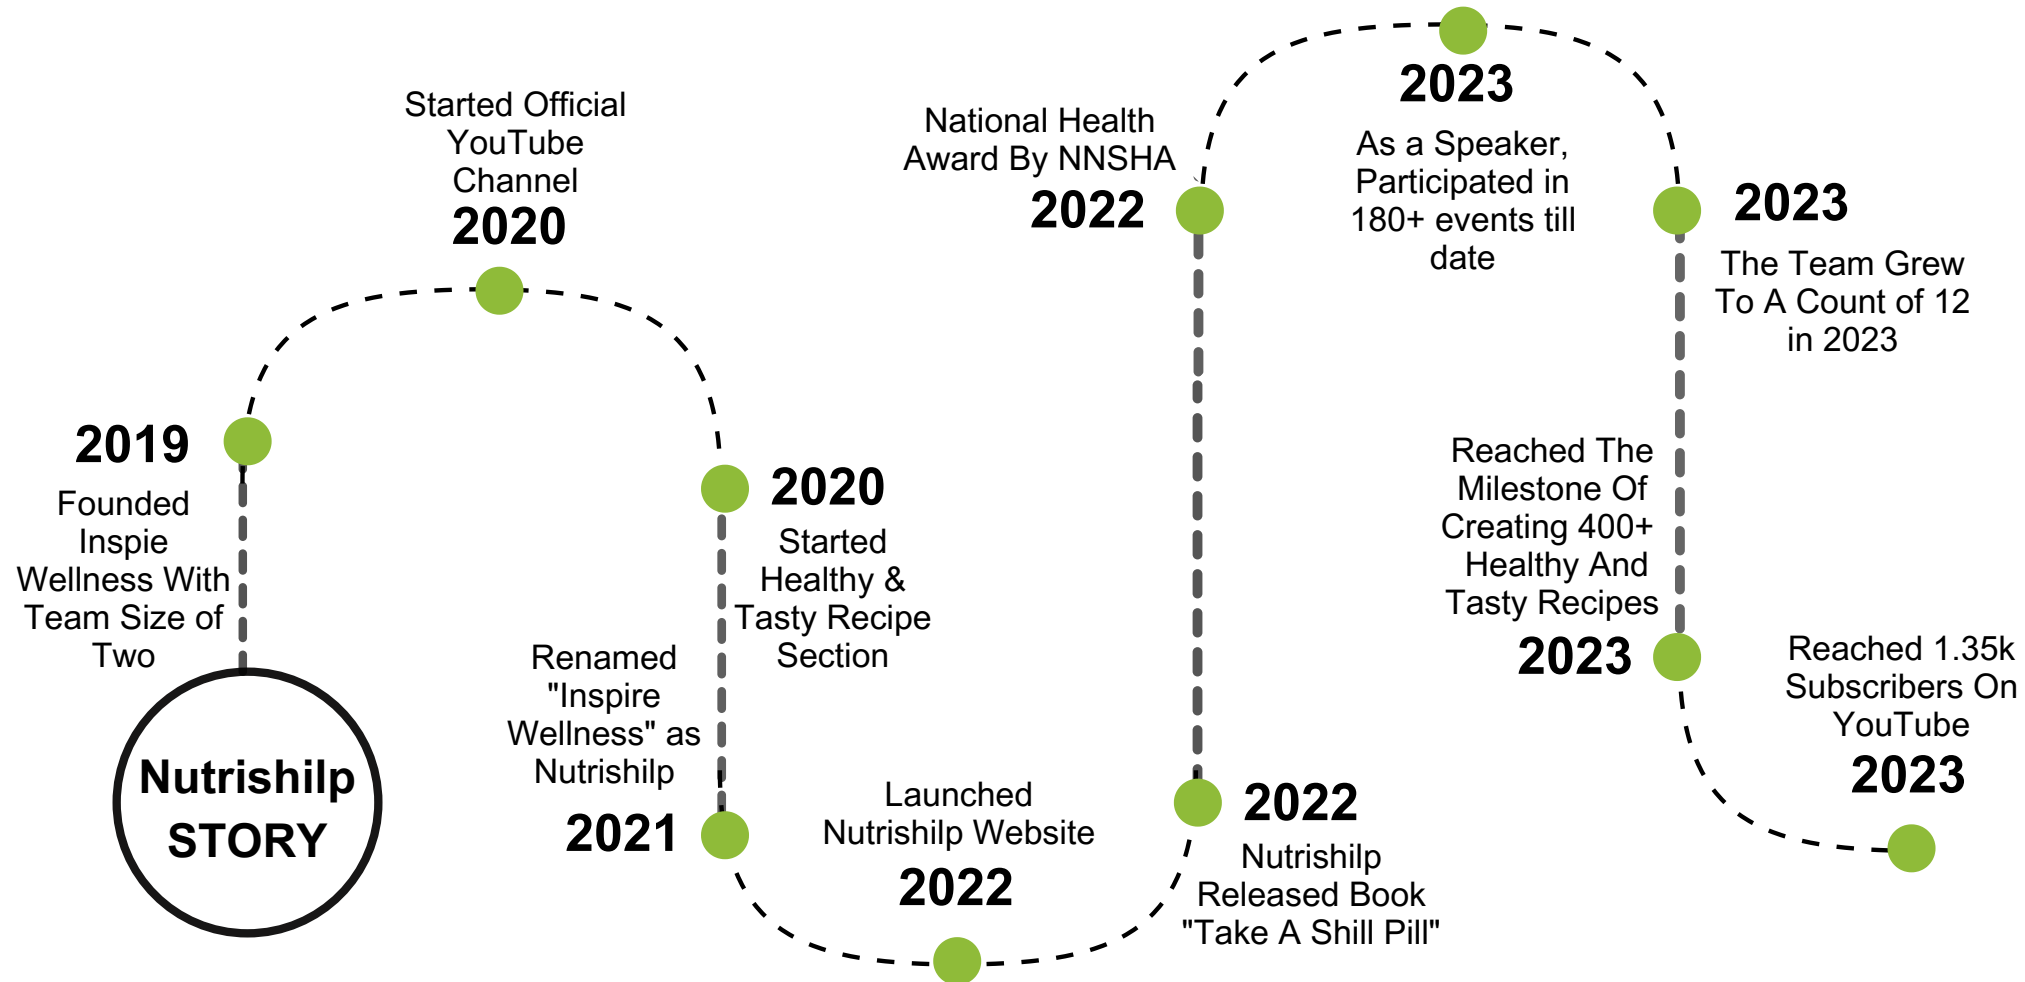 Nutrishilp
STORY
2019
Founded
Inspie
Wellness With
Team Size of
Two
Started Official
YouTube
Channel
2020
2020
Started
Healthy &
Tasty Recipe
Section
Renamed
"Inspire
Wellness" as
Nutrishilp
2021
Launched
Nutrishilp Website
2022
2022
Nutrishilp
Released Book
"Take A Shill Pill"
National Health
Award By NNSHA
2022
2023
As a Speaker,
Participated in
180+ events till
date
2023
The Team Grew
To A Count of 12
in 2023
Reached The
Milestone Of
Creating 400+
Healthy And
Tasty Recipes
2023
Reached 1.35k
Subscribers On
YouTube
2023